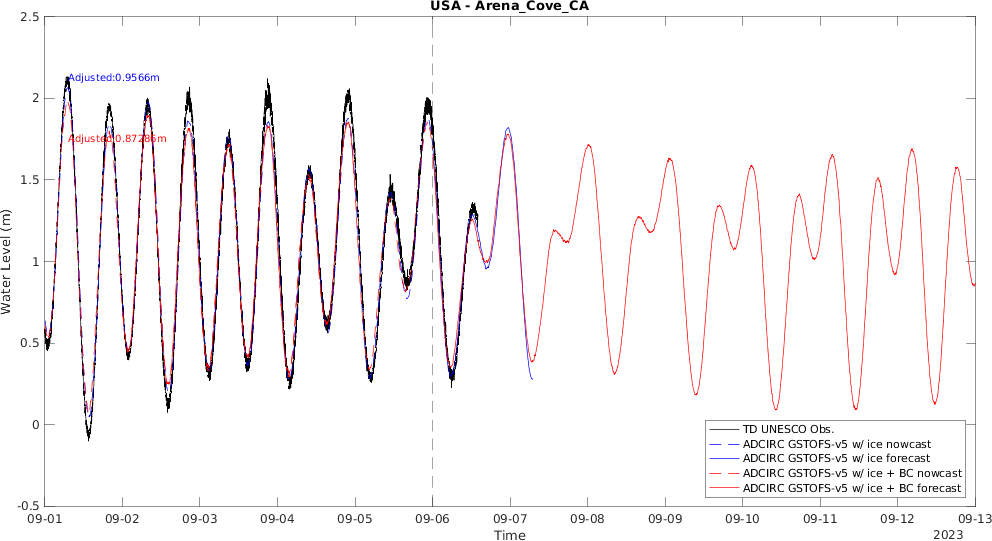 USA - Arena_Cove_CA
2.5
2
1.5
1
0.5
0
-0.5
Water Level (m)
Adjusted:0.9566m
Adjusted:0.87286m
TD UNESCO Obs.
ADCIRC GSTOFS-v5 w/ ice nowcast
ADCIRC GSTOFS-v5 w/ ice forecast
ADCIRC GSTOFS-v5 w/ ice + BC nowcast
ADCIRC GSTOFS-v5 w/ ice + BC forecast
09-01 09-02 09-03 09-04 09-05 09-06 09-07 09-08 09-09 09-10 09-11 09-12 09-13
Time
2023